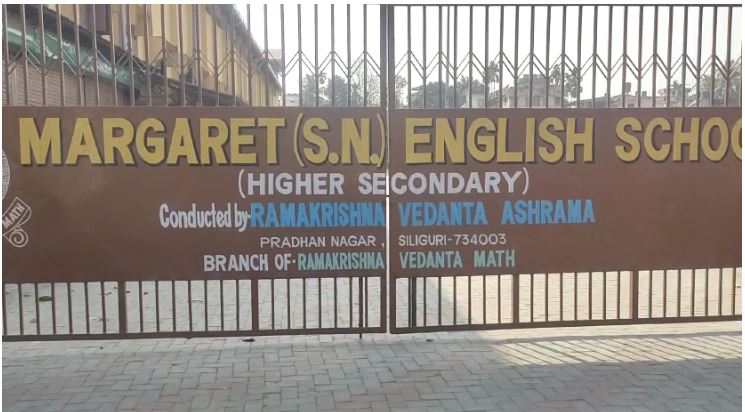 MARGARET (S.N.) ENGLISH SCHOO
(HIGHER SECONDARY)
Conducted by-RAMAKRISHNA VEDANTA ASHRAMA
PRADHAN NAGAR, SILIGURI-734003
BRANCH OF-RAMAKRISHNA VEDANTA MATH
MATH